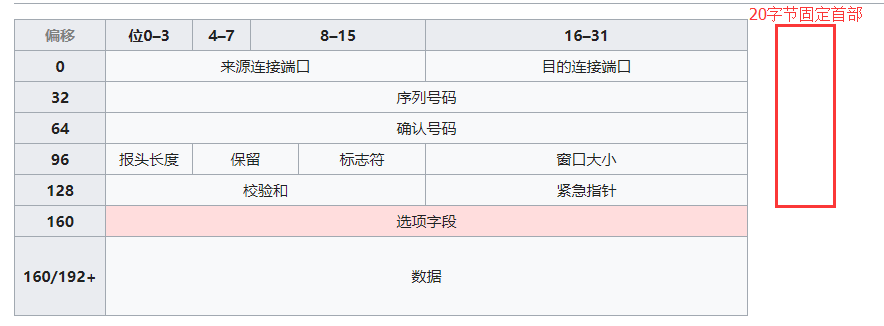 20字节固定首部
偏移 位0–3 4–7 8–15 16–31
0 来源连接端口 目的连接端口
32 序列号码
64 确认号码
96 报头长度 保留 标志符 窗口大小
128 校验和 紧急指针
160 选项字段
160/192+ 数据